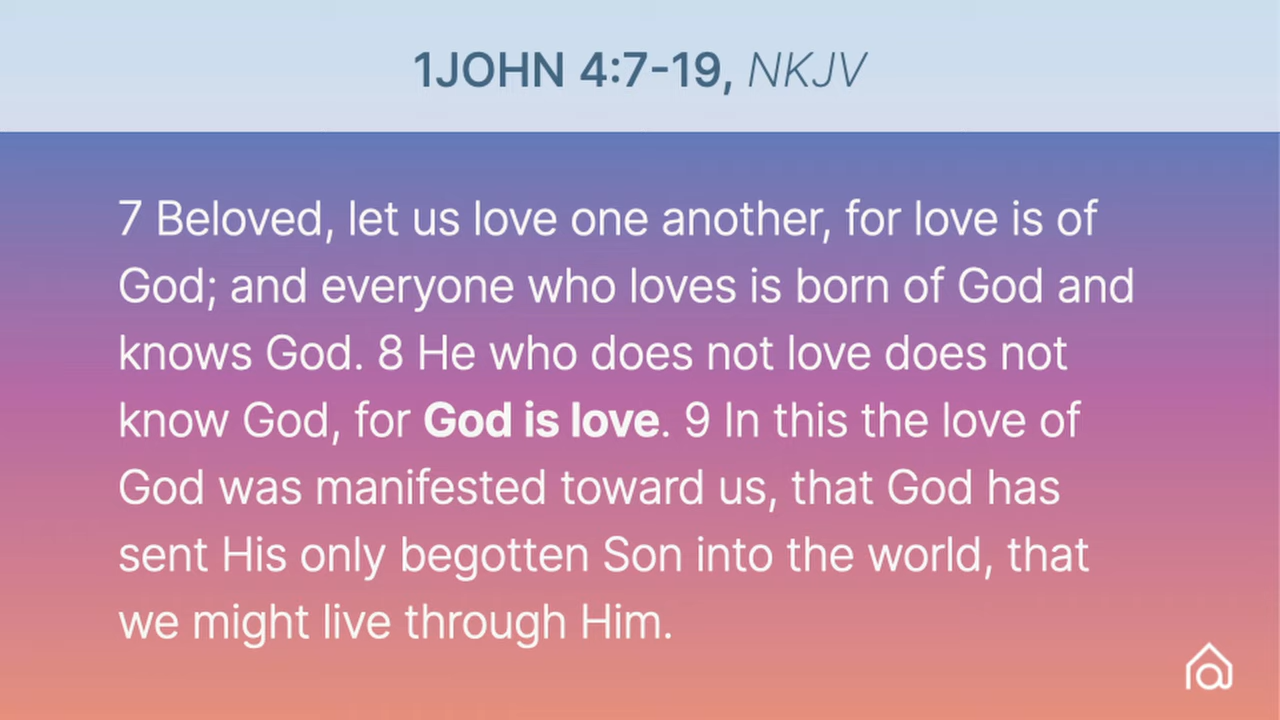 1JOHN 4:7-19, NKJV
7 Beloved, let us love one another, for love is of
God; and everyone who loves is born of God and
knows God. 8 He who does not love does not
know God, for God is love. 9 In this the love of
God was manifested toward us, that God has
sent His only begotten Son into the world, that
we might live through Him.